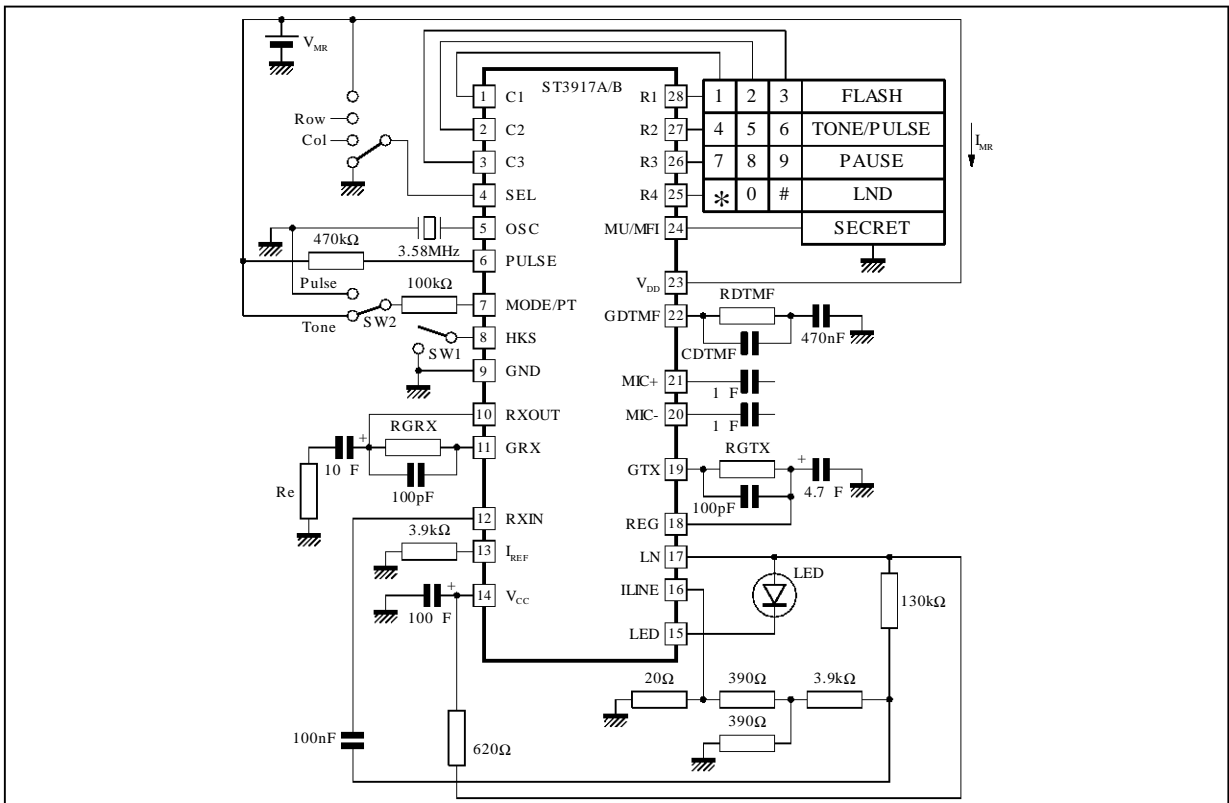 V_MR
ST3917A/B
1 C1
2 C2
3 C3
4 SEL
5 OSC
6 PULSE
7 MODE/PT
8 HKS
9 GND
10 RXOUT
11 GRX
12 RXIN
13 I_REF
14 V_CC
R1 28
R2 27
R3 26
R4 25
MU/MFI 24
V_DD 23
GDTMF 22
MIC+ 21
MIC- 20
GTX 19
REG 18
LN 17
ILINE 16
LED 15
1 2 3 FLASH
4 5 6 TONE/PULSE
7 8 9 PAUSE
* 0 # LND
SECRET
I_MR
Row
Col
470kΩ
3.58MHz
Pulse
100kΩ
Tone
SW2
SW1
RDTMF
CDTMF
470nF
1 F
1 F
RGRX
+
10 F
100pF
Re
RGTX
+
100pF
4.7 F
3.9kΩ
+
100 F
LED
130kΩ
20Ω
390Ω
3.9kΩ
390Ω
100nF
620Ω